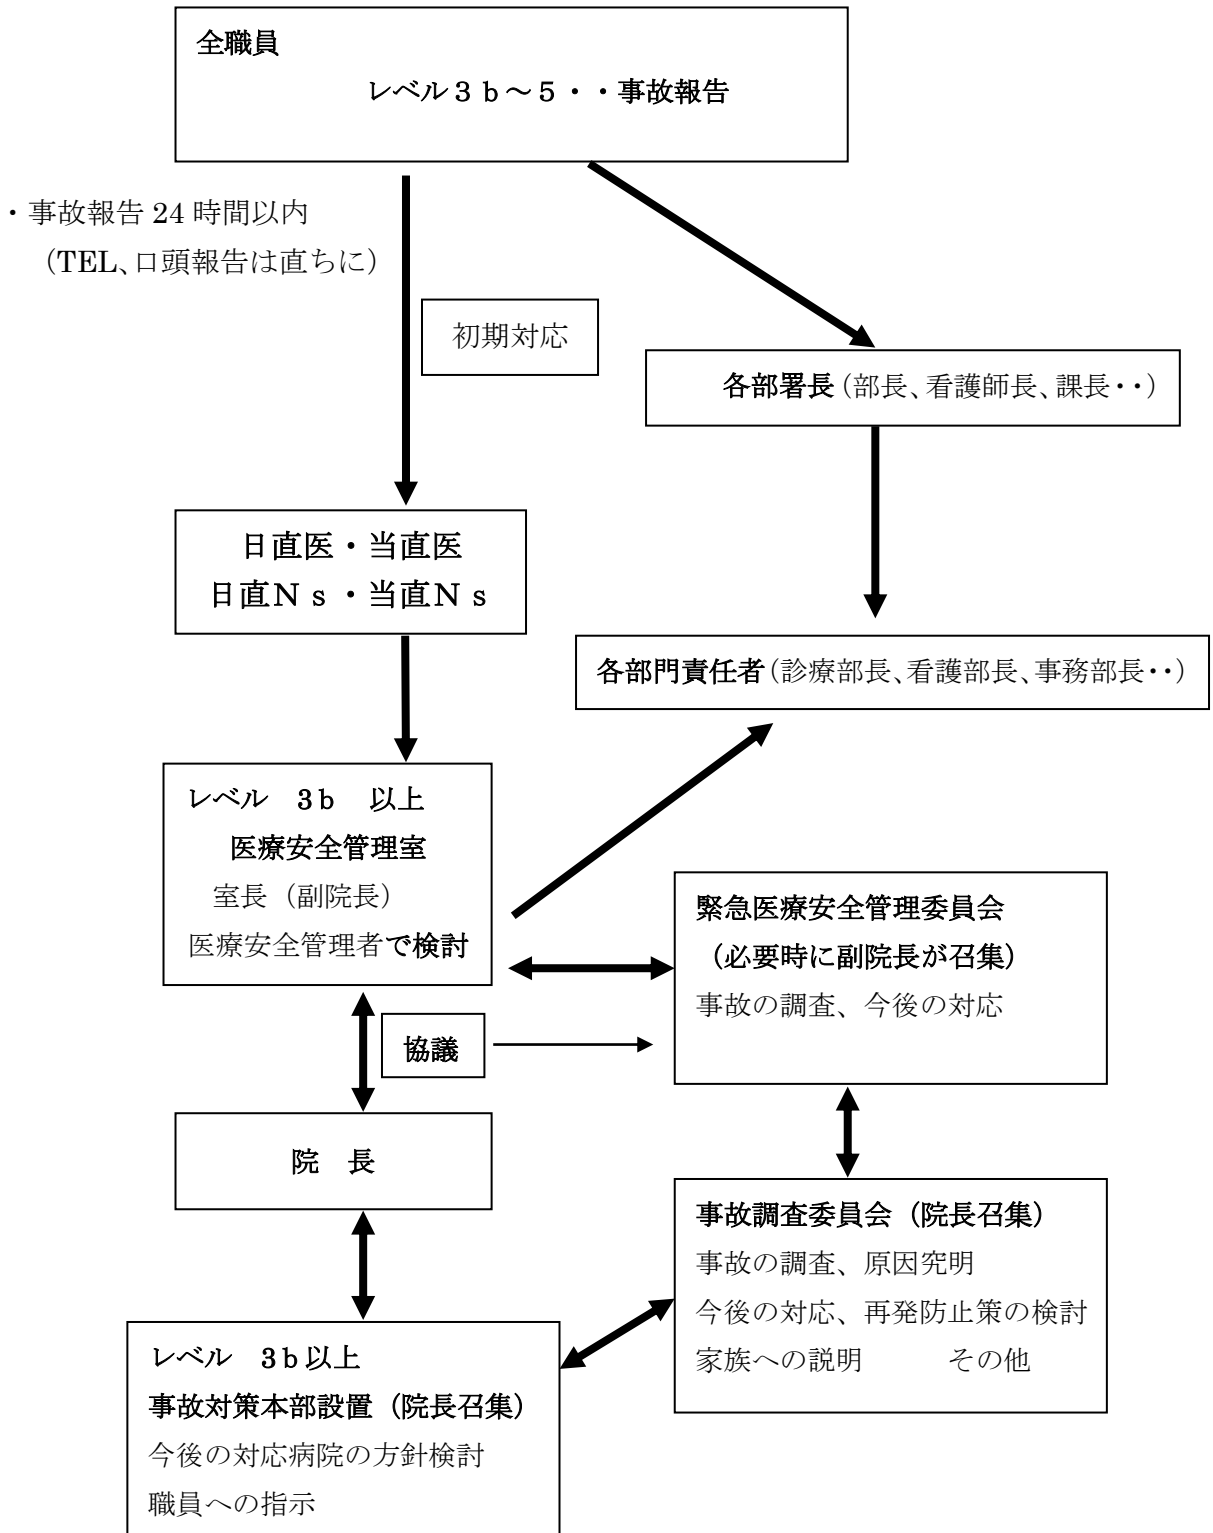 全職員
レベル３ｂ～５・・事故報告
・事故報告 24 時間以内
（TEL、口頭報告は直ちに）
初期対応
各部署長（部長、看護師長、課長・・）
日直医・当直医
日直Ｎｓ・当直Ｎｓ
各部門責任者（診療部長、看護部長、事務部長・・）
レベル　3ｂ　以上
医療安全管理室
室長（副院長）
医療安全管理者で検討
緊急医療安全管理委員会
（必要時に副院長が召集）
事故の調査、今後の対応
協議
院　長
事故調査委員会（院長召集）
事故の調査、原因究明
今後の対応、再発防止策の検討
家族への説明　　　その他
レベル　3ｂ以上
事故対策本部設置（院長召集）
今後の対応病院の方針検討
職員への指示